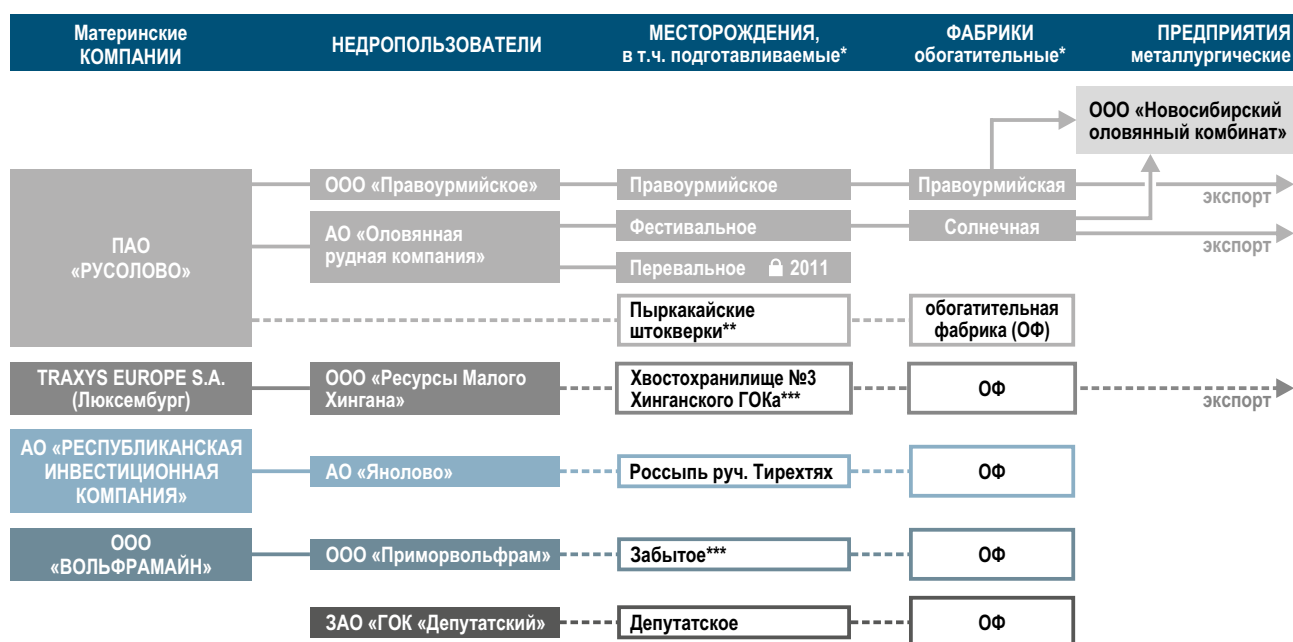 Материнские
КОМПАНИИ
НЕДРОПОЛЬЗОВАТЕЛИ
МЕСТОРОЖДЕНИЯ,
в т.ч. подготавливаемые*
ФАБРИКИ
обогатительные*
ПРЕДПРИЯТИЯ
металлургические
ООО «Новосибирский
оловянный комбинат»
ПАО
«РУСОЛОВО»
ООО «Правоурмийское»
Правоурмийское
Правоурмийская
экспорт
АО «Оловянная
рудная компания»
Фестивальное
Солнечная
экспорт
Перевальное 2011
Пыркакайские
штокверки**
обогатительная
фабрика (ОФ)
TRAXYS EUROPE S.A.
(Люксембург)
ООО «Ресурсы Малого
Хингана»
Хвостохранилище №3
Хинганского ГОКа***
ОФ
экспорт
АО «РЕСПУБЛИКАНСКАЯ
ИНВЕСТИЦИОННАЯ
КОМПАНИЯ»
АО «Янолово»
Россыпь руч. Тирехтях
ОФ
ООО
«ВОЛЬФРАМАЙН»
ООО «Приморвольфрам»
Забытое***
ОФ
ЗАО «ГОК «Депутатский»
Депутатское
ОФ